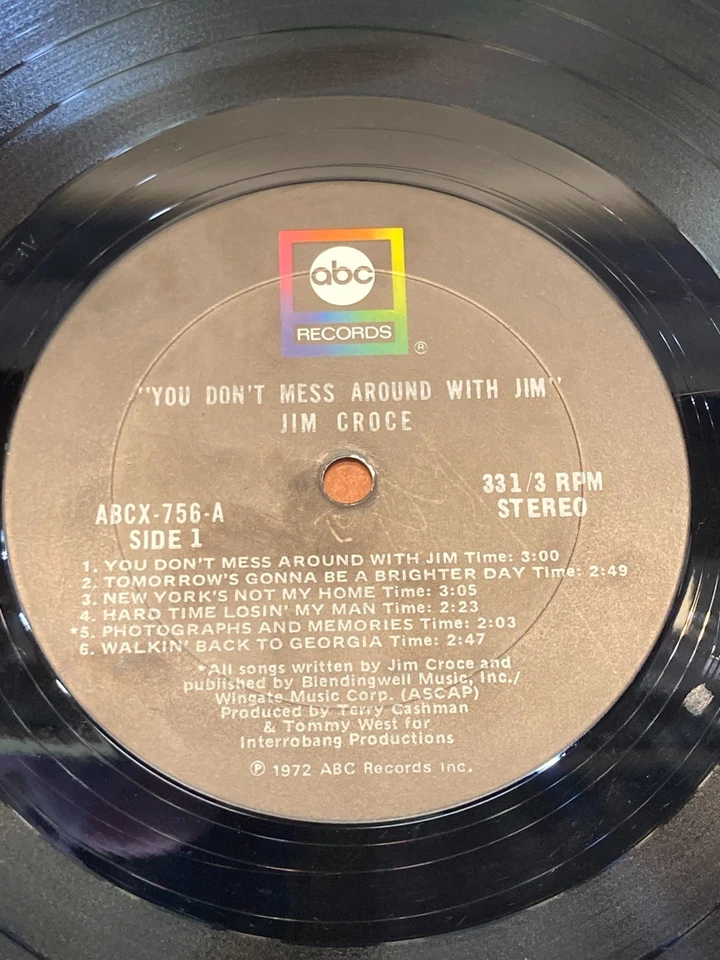 abc
RECORDS
®
"YOU DON'T MESS AROUND WITH JIM"
JIM CROCE
ABCX-756-A
SIDE 1
33 1/3 RPM
STEREO
1. YOU DON'T MESS AROUND WITH JIM Time: 3:00
2. TOMORROW'S GONNA BE A BRIGHTER DAY Time: 2:49
3. NEW YORK'S NOT MY HOME Time: 3:05
4. HARD TIME LOSIN' MY MAN Time: 2:23
*5. PHOTOGRAPHS AND MEMORIES Time: 2:03
6. WALKIN' BACK TO GEORGIA Time: 2:47
*All songs written by Jim Croce and
published by Blendingwell Music, Inc./
Wingate Music Corp. (ASCAP)
Produced by Terry Cashman
& Tommy West for
Interrobang Productions
℗ 1972 ABC Records Inc.